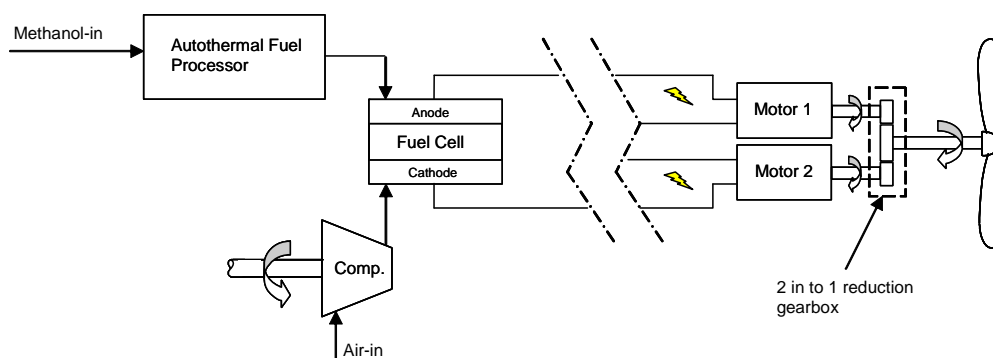 Methanol-in
Autothermal Fuel
Processor
Anode
Fuel Cell
Cathode
Motor 1
Motor 2
Comp.
2 in to 1 reduction
gearbox
Air-in